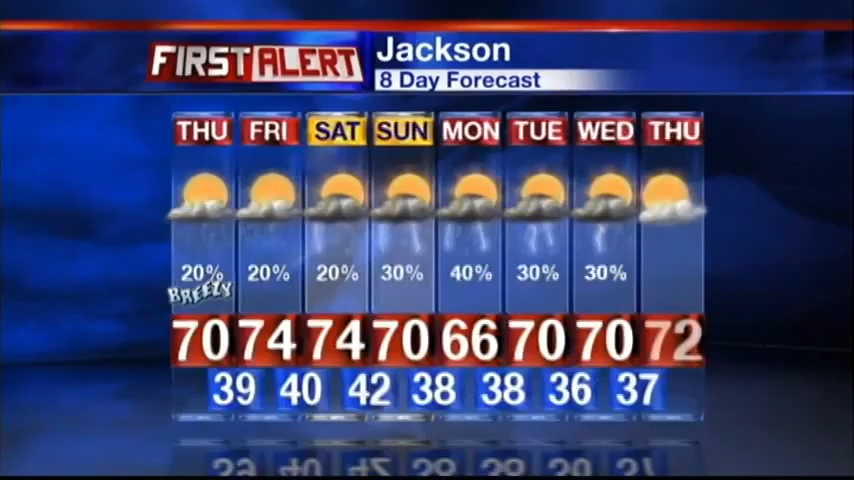 FIRST ALERT
Jackson
8 Day Forecast
THU FRI SAT SUN MON TUE WED THU
20% 20% 20% 30% 40% 30% 30%
BREEZY
70 74 74 70 66 70 70 72
39 40 42 38 38 36 37